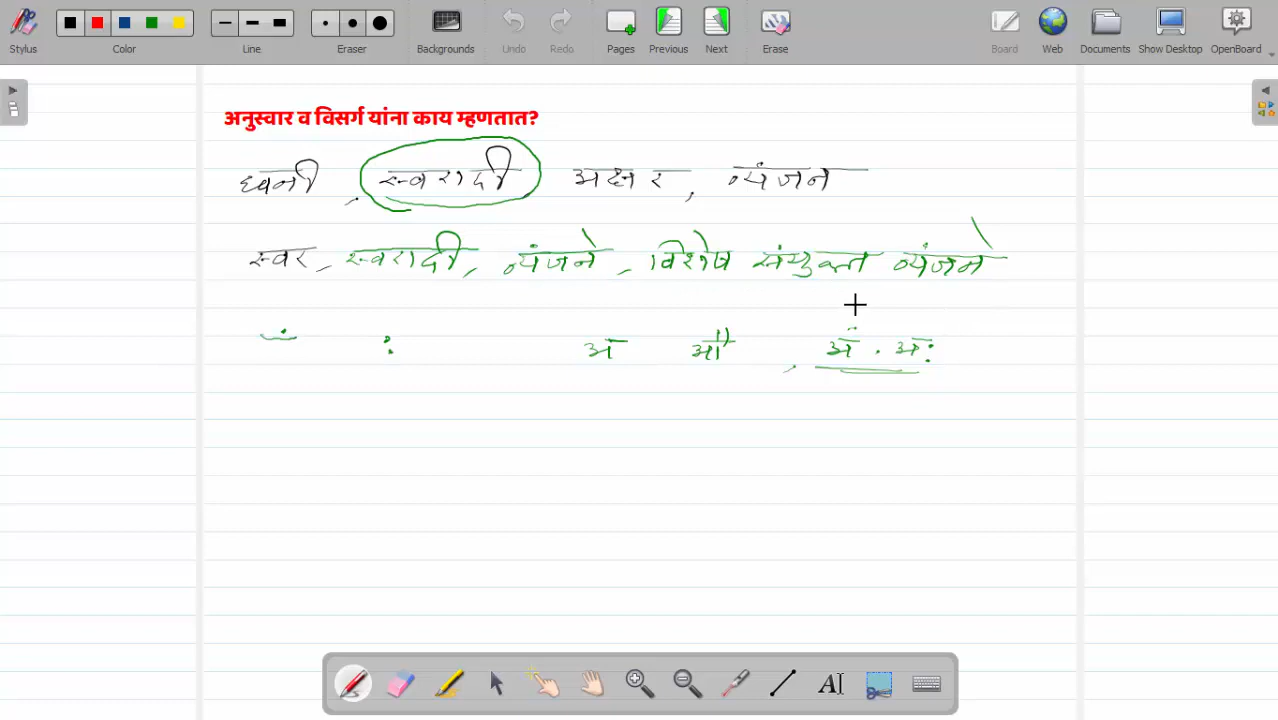 Stylus Color Line Eraser Backgrounds Undo Redo Pages Previous Next Erase Board Web Documents Show Desktop OpenBoard
अनुस्वार व विसर्ग यांना काय म्हणतात?
ध्वनी , स्वरादी अक्षर , व्यंजन
स्वर, स्वरादी, व्यंजने, विशेष संयुक्त व्यंजने
ं : अ औ , अं . अः